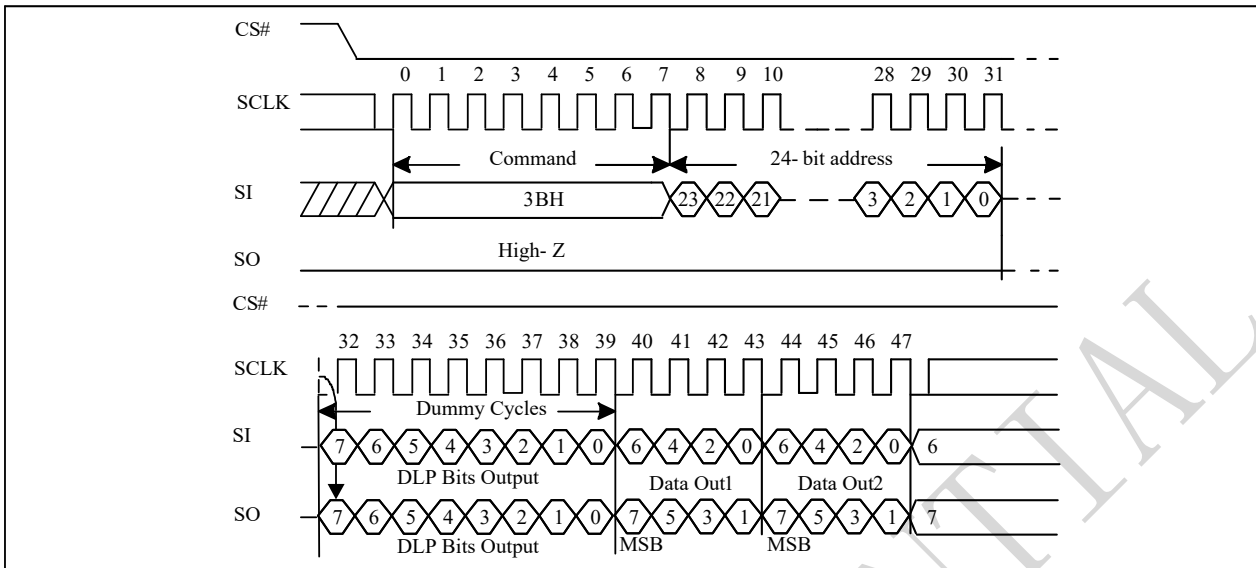 CS#
0 1 2 3 4 5 6 7 8 9 10 28 29 30 31
SCLK
Command 24- bit address
SI 3BH 23 22 21 3 2 1 0
High- Z
SO
CS#
32 33 34 35 36 37 38 39 40 41 42 43 44 45 46 47
SCLK
Dummy Cycles
SI 7 6 5 4 3 2 1 0 6 4 2 0 6 4 2 0 6
DLP Bits Output Data Out1 Data Out2
SO 7 6 5 4 3 2 1 0 7 5 3 1 7 5 3 1 7
DLP Bits Output MSB MSB
NTIAL